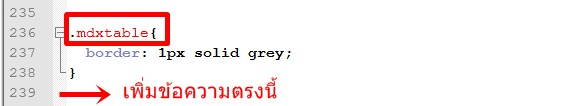 235
236 .mdxtable{
237 border: 1px solid grey;
238 }
239 เพิ่มข้อความตรงนี้